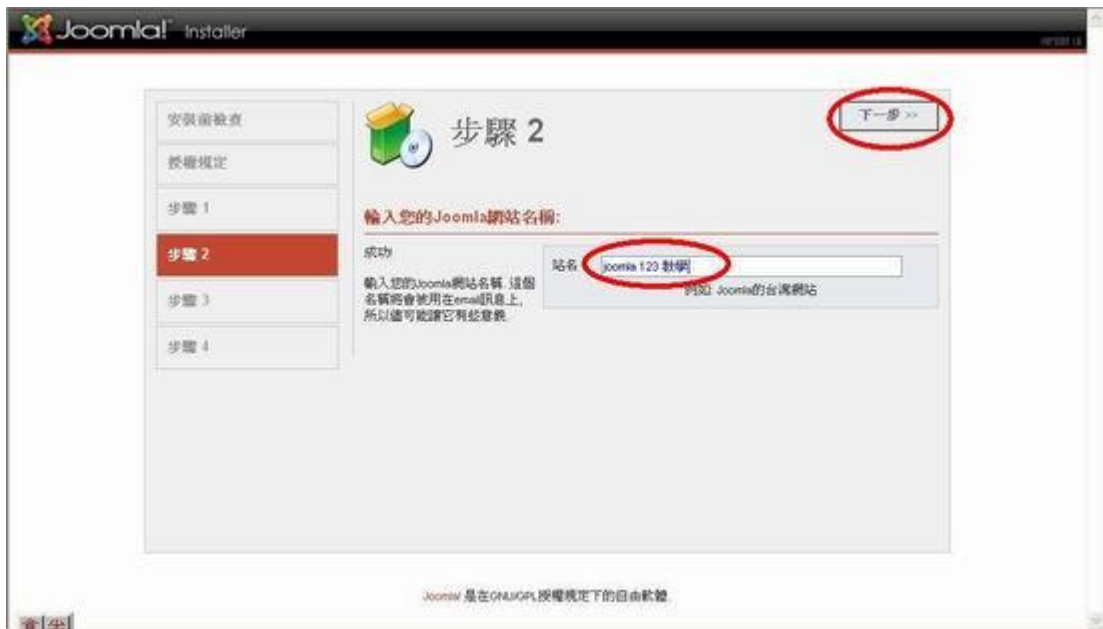 Joomla! Installer
安裝前檢查
授權規定
步驟 1
步驟 2
步驟 3
步驟 4
步驟 2
下一步 >>
輸入您的Joomla網站名稱:
成功
輸入您的Joomla網站名稱. 這個
名稱將會被用在email訊息上,
所以儘可能讓它有些意義.
站名
joomla 123 教學
例如: Joomla的台灣網站
Joomla! 是在GNU/GPL授權規定下的自由軟體.